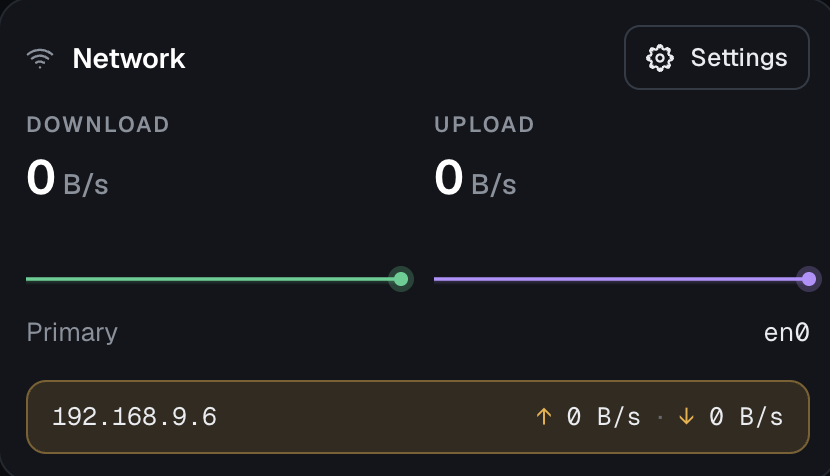 Network
Settings
DOWNLOAD
UPLOAD
0 B/s
0 B/s
Primary
en0
192.168.9.6
↑ 0 B/s · ↓ 0 B/s